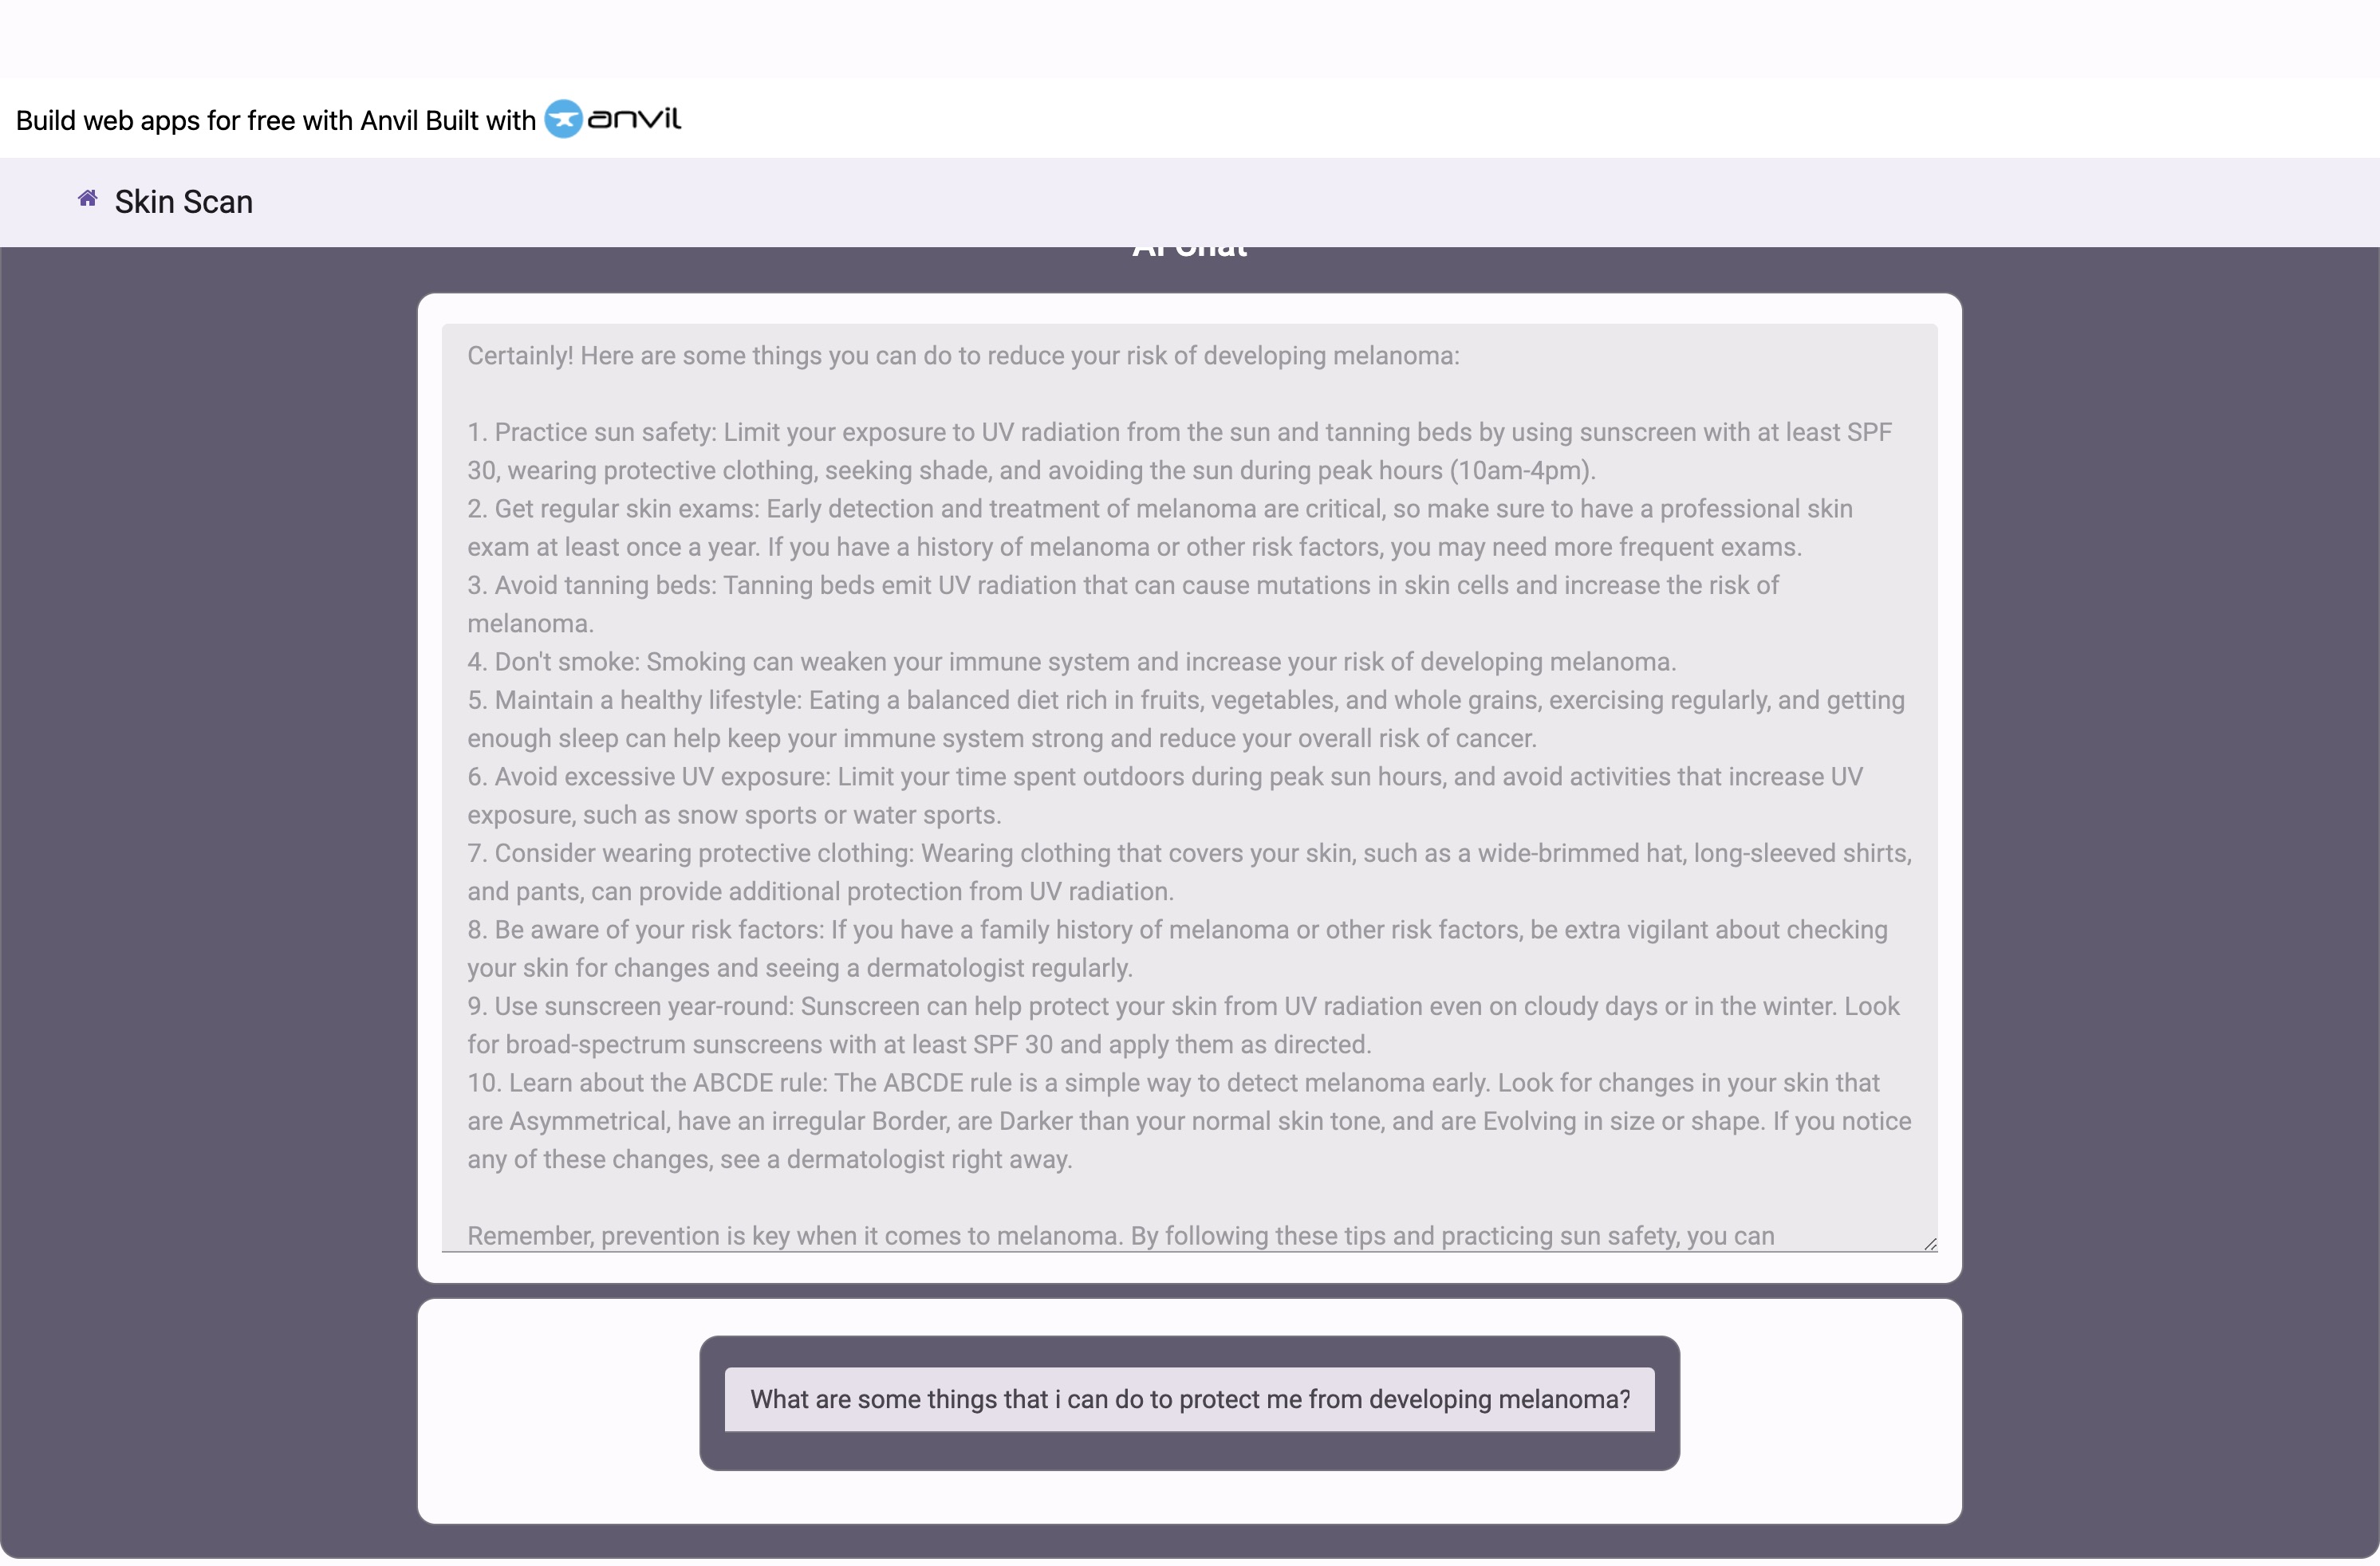 Build web apps for free with Anvil Built with anvil
Skin Scan
AI Chat
Certainly! Here are some things you can do to reduce your risk of developing melanoma:
1. Practice sun safety: Limit your exposure to UV radiation from the sun and tanning beds by using sunscreen with at least SPF
30, wearing protective clothing, seeking shade, and avoiding the sun during peak hours (10am-4pm).
2. Get regular skin exams: Early detection and treatment of melanoma are critical, so make sure to have a professional skin
exam at least once a year. If you have a history of melanoma or other risk factors, you may need more frequent exams.
3. Avoid tanning beds: Tanning beds emit UV radiation that can cause mutations in skin cells and increase the risk of
melanoma.
4. Don't smoke: Smoking can weaken your immune system and increase your risk of developing melanoma.
5. Maintain a healthy lifestyle: Eating a balanced diet rich in fruits, vegetables, and whole grains, exercising regularly, and getting
enough sleep can help keep your immune system strong and reduce your overall risk of cancer.
6. Avoid excessive UV exposure: Limit your time spent outdoors during peak sun hours, and avoid activities that increase UV
exposure, such as snow sports or water sports.
7. Consider wearing protective clothing: Wearing clothing that covers your skin, such as a wide-brimmed hat, long-sleeved shirts,
and pants, can provide additional protection from UV radiation.
8. Be aware of your risk factors: If you have a family history of melanoma or other risk factors, be extra vigilant about checking
your skin for changes and seeing a dermatologist regularly.
9. Use sunscreen year-round: Sunscreen can help protect your skin from UV radiation even on cloudy days or in the winter. Look
for broad-spectrum sunscreens with at least SPF 30 and apply them as directed.
10. Learn about the ABCDE rule: The ABCDE rule is a simple way to detect melanoma early. Look for changes in your skin that
are Asymmetrical, have an irregular Border, are Darker than your normal skin tone, and are Evolving in size or shape. If you notice
any of these changes, see a dermatologist right away.
Remember, prevention is key when it comes to melanoma. By following these tips and practicing sun safety, you can
What are some things that i can do to protect me from developing melanoma?